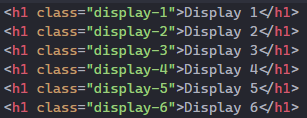 <h1 class="display-1">Display 1</h1>
<h1 class="display-2">Display 2</h1>
<h1 class="display-3">Display 3</h1>
<h1 class="display-4">Display 4</h1>
<h1 class="display-5">Display 5</h1>
<h1 class="display-6">Display 6</h1>